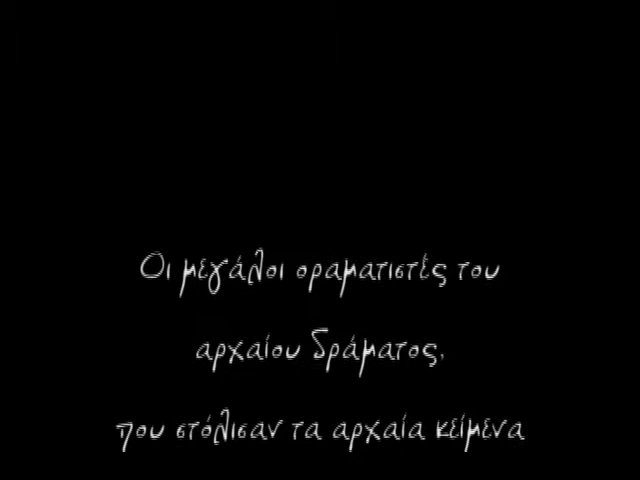 Οι μεγάλοι οραματιστές του
αρχαίου δράματος,
που στόλισαν τα αρχαία κείμενα